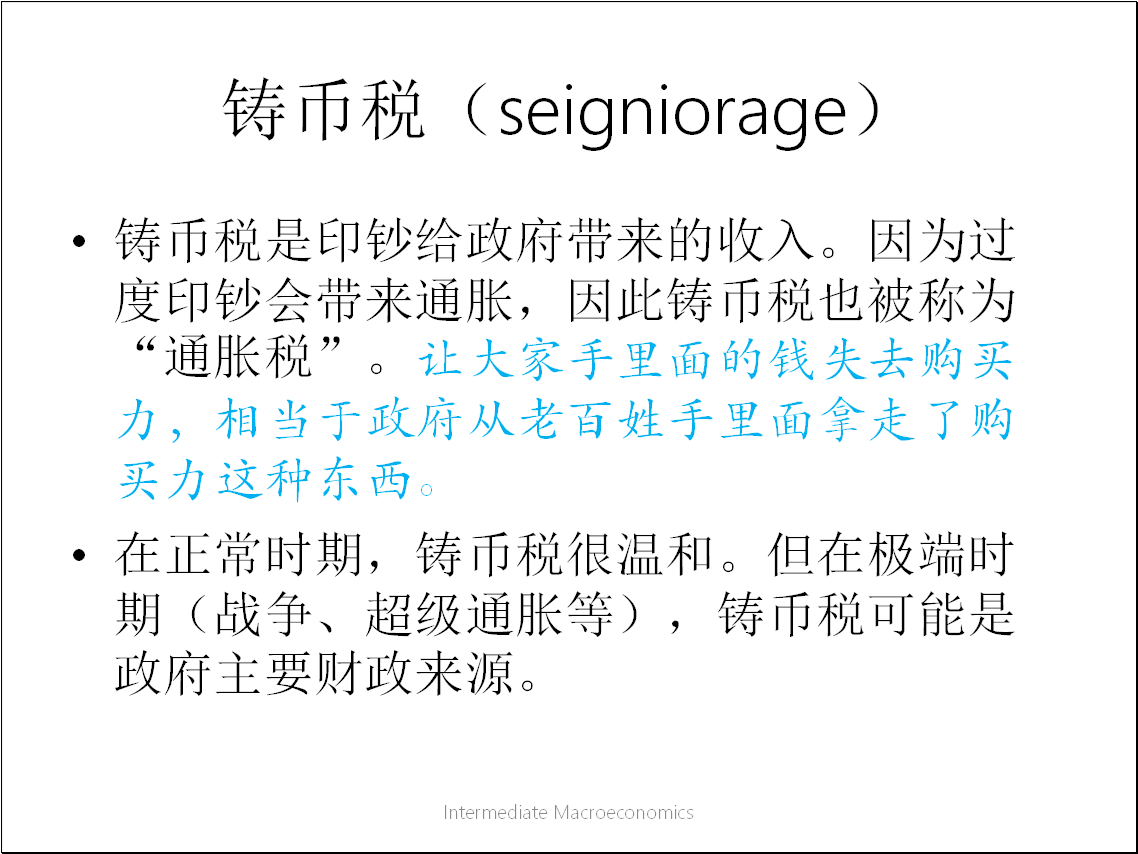 铸币税（seigniorage）
• 铸币税是印钞给政府带来的收入。因为过
度印钞会带来通胀，因此铸币税也被称为
“通胀税”。让大家手里面的钱失去购买
力，相当于政府从老百姓手里面拿走了购
买力这种东西。
• 在正常时期，铸币税很温和。但在极端时
期（战争、超级通胀等），铸币税可能是
政府主要财政来源。
Intermediate Macroeconomics